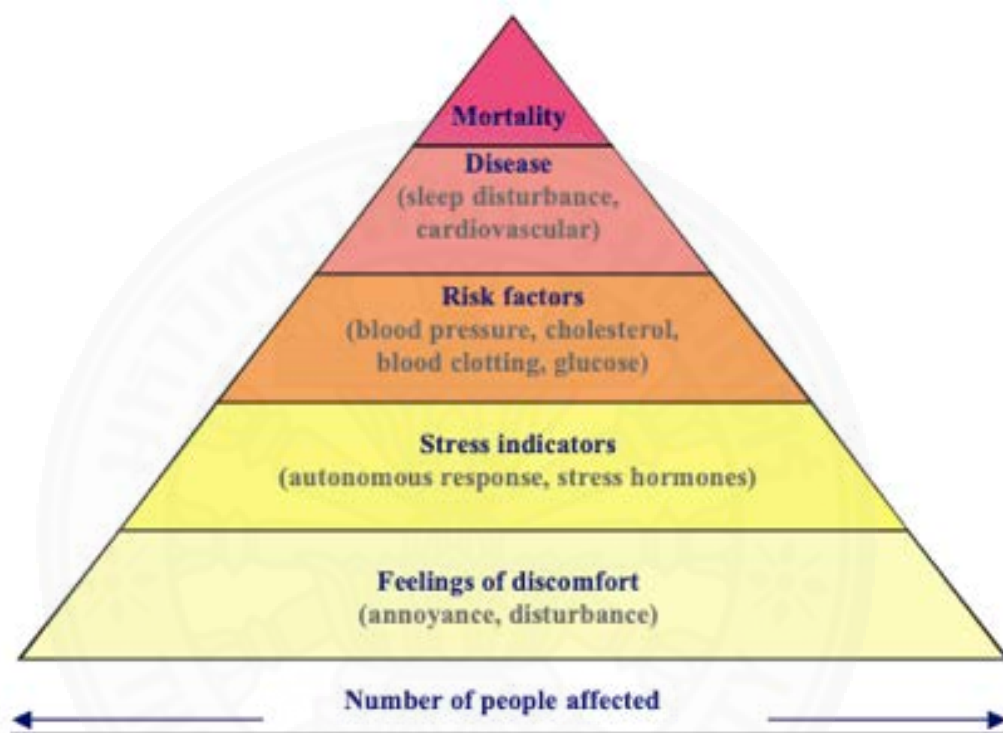 Mortality
Disease
(sleep disturbance,
cardiovascular)
Risk factors
(blood pressure, cholesterol,
blood clotting, glucose)
Stress indicators
(autonomous response, stress hormones)
Feelings of discomfort
(annoyance, disturbance)
Number of people affected